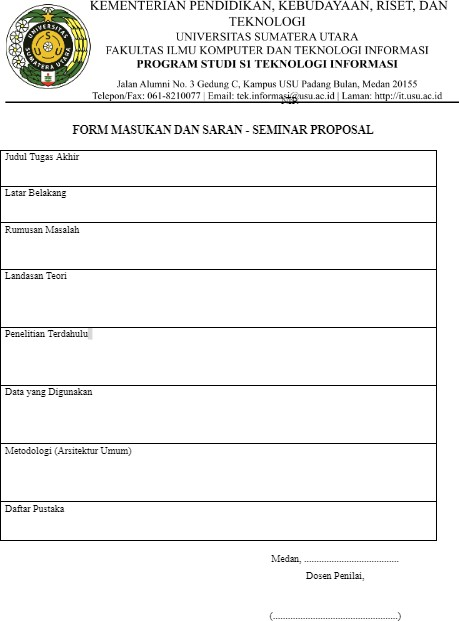 KEMENTERIAN PENDIDIKAN, KEBUDAYAAN, RISET, DAN
TEKNOLOGI
UNIVERSITAS SUMATERA UTARA
FAKULTAS ILMU KOMPUTER DAN TEKNOLOGI INFORMASI
PROGRAM STUDI S1 TEKNOLOGI INFORMASI
Jalan Alumni No. 3 Gedung C, Kampus USU Padang Bulan, Medan 20155
Telepon/Fax: 061-8210077 | Email: tek.informasi@usu.ac.id | Laman: http://it.usu.ac.id
FORM MASUKAN DAN SARAN - SEMINAR PROPOSAL
Judul Tugas Akhir
Latar Belakang
Rumusan Masalah
Landasan Teori
Penelitian Terdahulu
Data yang Digunakan
Metodologi (Arsitektur Umum)
Daftar Pustaka
Medan, ......................................
Dosen Penilai,
(..................................................)